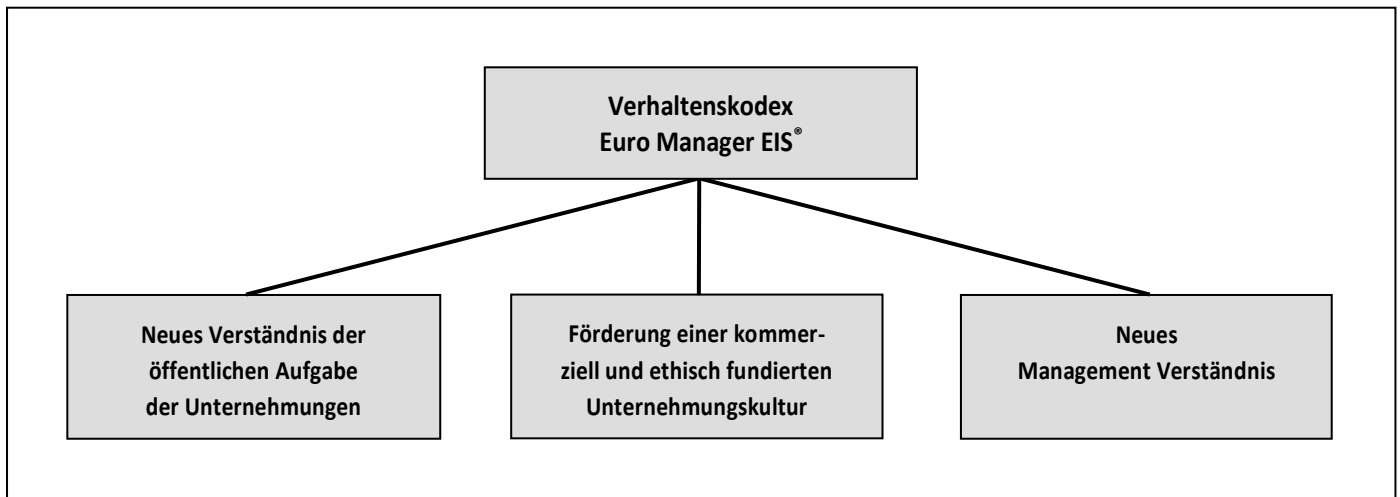 Verhaltenskodex
Euro Manager EIS®
Neues Verständnis der
öffentlichen Aufgabe
der Unternehmungen
Förderung einer kommer-
ziell und ethisch fundierten
Unternehmungskultur
Neues
Management Verständnis